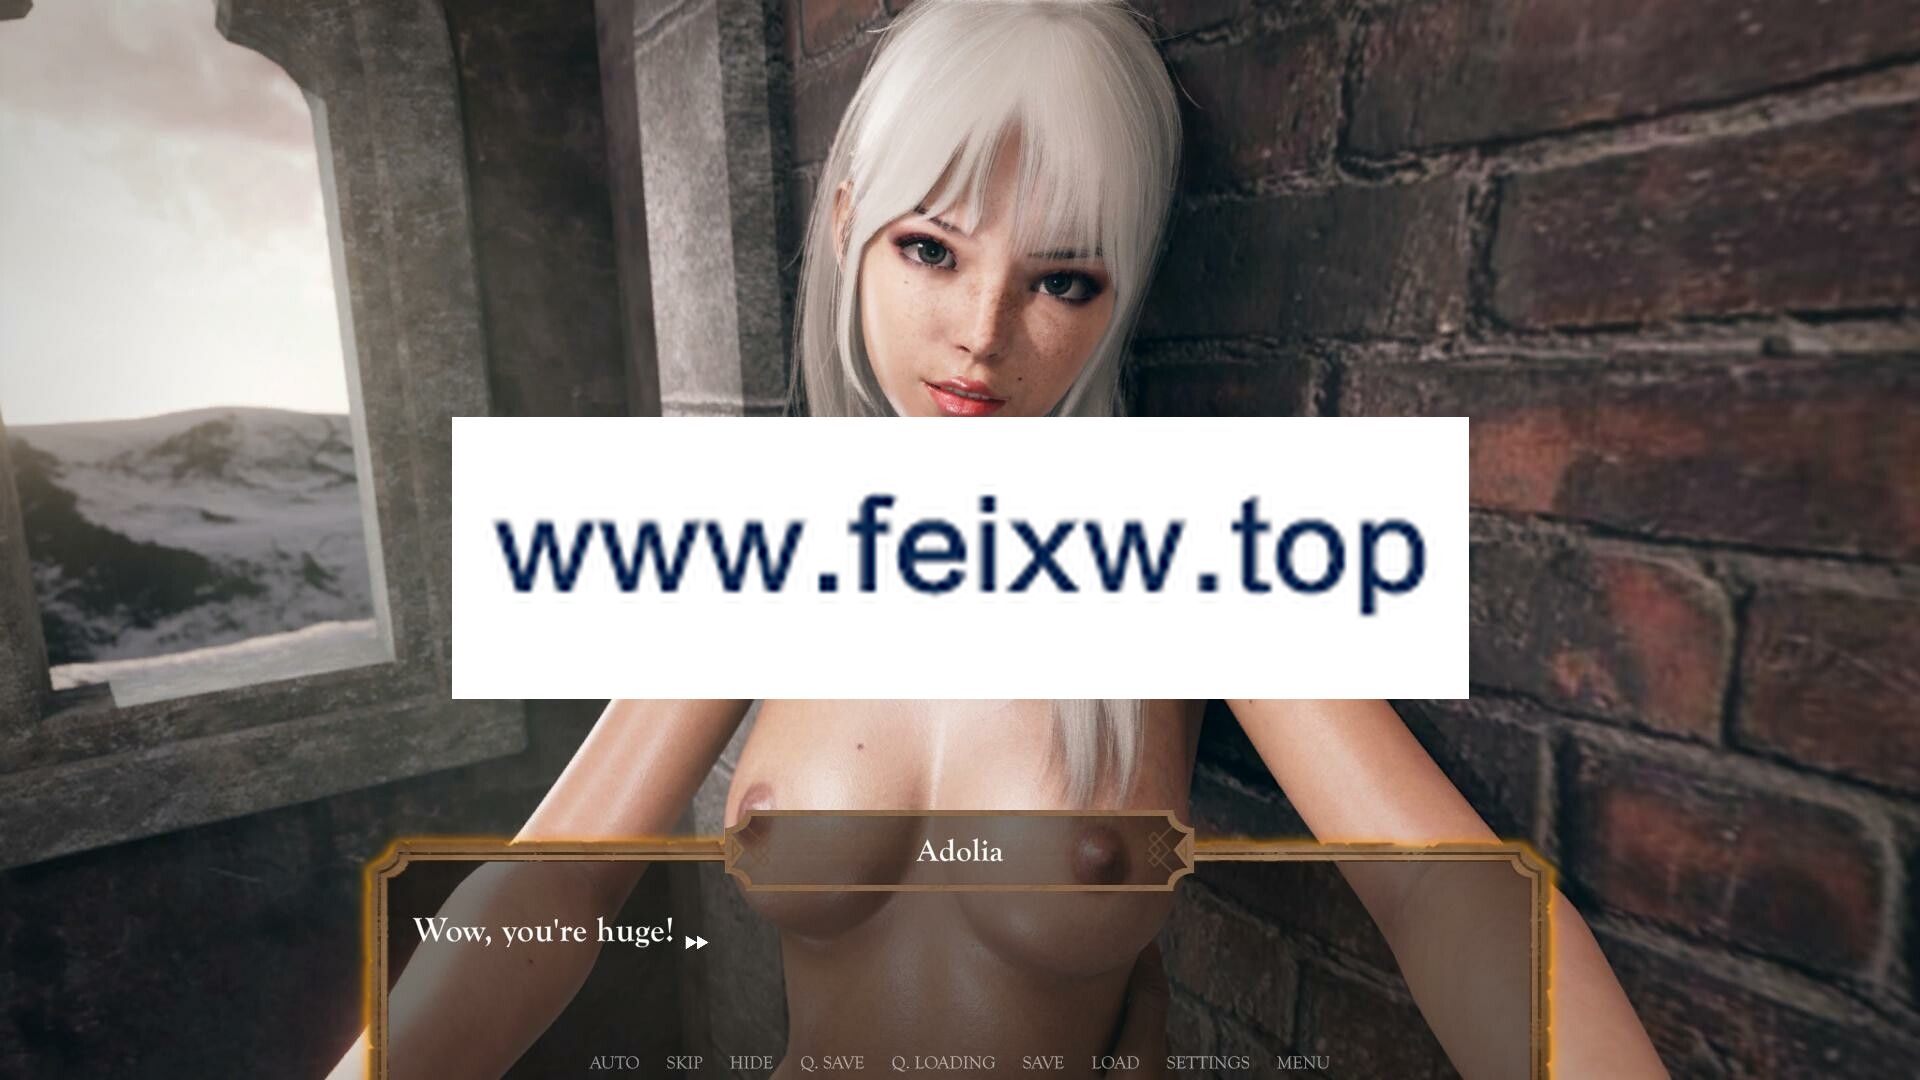 www.feixw.top
Adolia
Wow, you're huge!
AUTO SKIP HIDE Q. SAVE Q. LOADING SAVE LOAD SETTINGS MENU